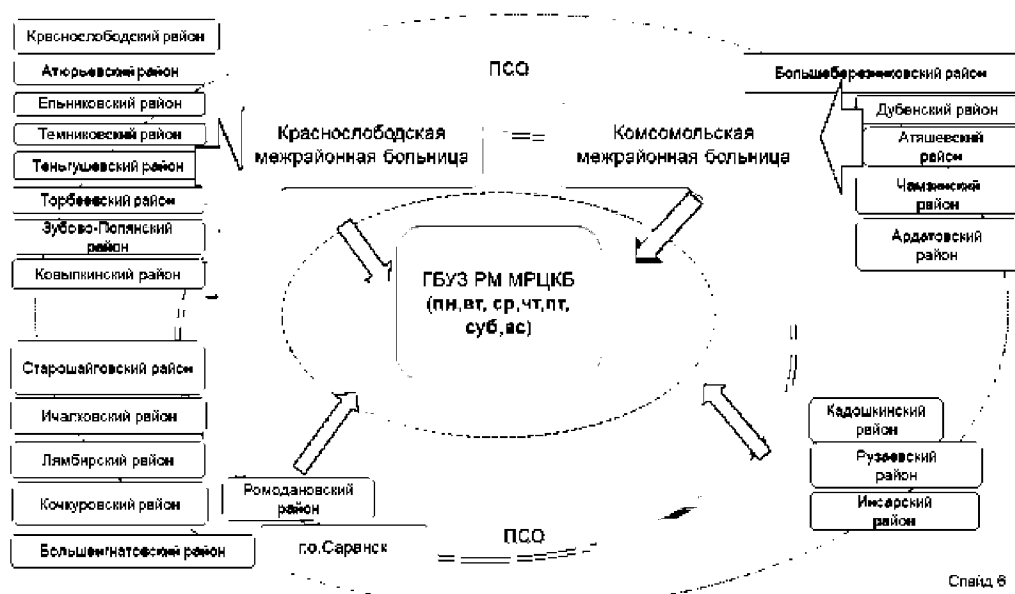 Краснослободский район
Атюрьевский район
Ельниковский район
Темниковский район
Теньгушевский район
Торбеевский район
Зубово-Полянский
район
Ковылкинский район
Старошайговский район
Ичалковский район
Лямбирский район
Кочкуровский район
Большеигнатовский район
Ромодановский
район
г.о.Саранск
ПСО
Краснослободская
межрайонная больница
Комсомольская
межрайонная больница
ГБУЗ РМ МРЦКБ
(пн,вт, ср,чт,пт,
суб,вс)
ПСО
Большеберезниковский район
Дубенский район
Атяшевский
район
Чамзинский
район
Ардатовский
район
Кадошкинский
район
Рузаевский
район
Инсарский
район
Слайд 6